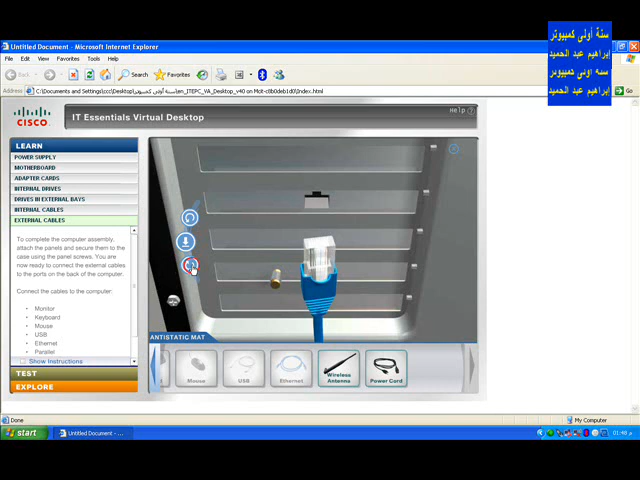 سنة أولى كمبيوتر
إبراهيم عبد الحميد
سنة أولى كمبيوتر
إبراهيم عبد الحميد
Untitled Document - Microsoft Internet Explorer
File Edit View Favorites Tools Help
Back Search Favorites
Address
Go
CISCO
IT Essentials Virtual Desktop
Help
LEARN
POWER SUPPLY
MOTHERBOARD
ADAPTER CARDS
INTERNAL DRIVES
DRIVES IN EXTERNAL BAYS
INTERNAL CABLES
EXTERNAL CABLES
To complete the computer assembly,
attach the panels and secure them to the
case using the panel screws. You are
now ready to connect the external cables
to the ports on the back of the computer.
Connect the cables to the computer:
Monitor
Keyboard
Mouse
USB
Ethernet
Parallel
Show Instructions
TEST
EXPLORE
ANTISTATIC MAT
Mouse
USB
Ethernet
Wireless
Antenna
Power Cord
Done
My Computer
start
Untitled Document - ...
01:48 م